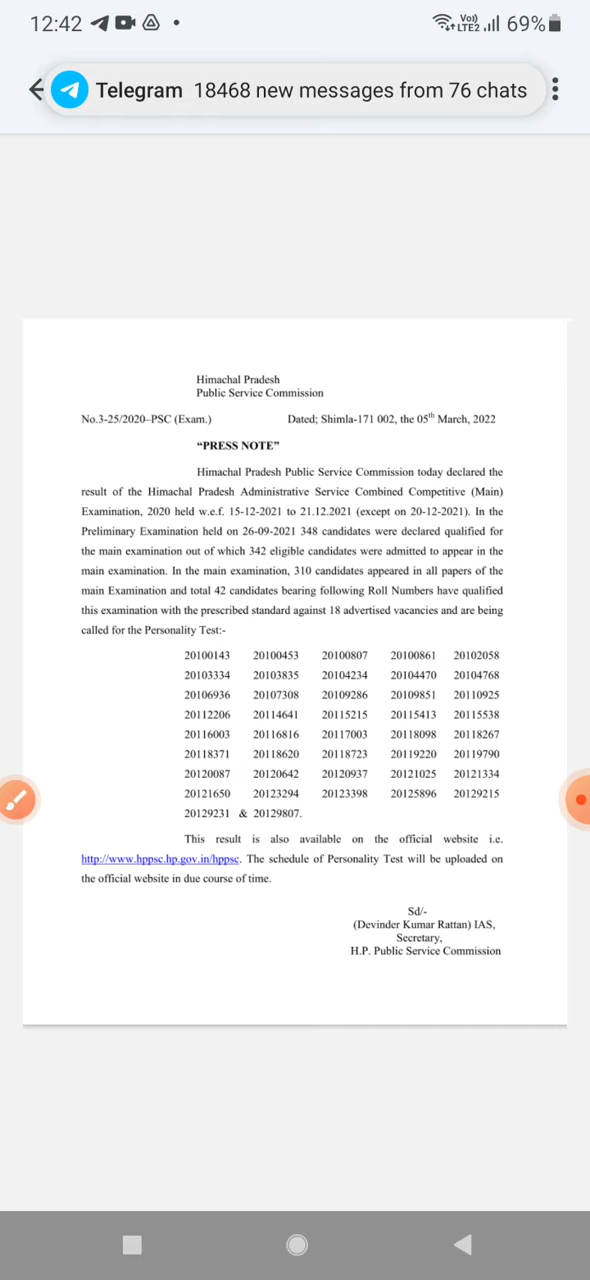 12:42
Vo)) LTE2 69%
Telegram 18468 new messages from 76 chats
Himachal Pradesh
Public Service Commission
No.3-25/2020–PSC (Exam.) Dated; Shimla-171 002, the 05th March, 2022
“PRESS NOTE”
Himachal Pradesh Public Service Commission today declared the
result of the Himachal Pradesh Administrative Service Combined Competitive (Main)
Examination, 2020 held w.e.f. 15-12-2021 to 21.12.2021 (except on 20-12-2021). In the
Preliminary Examination held on 26-09-2021 348 candidates were declared qualified for
the main examination out of which 342 eligible candidates were admitted to appear in the
main examination. In the main examination, 310 candidates appeared in all papers of the
main Examination and total 42 candidates bearing following Roll Numbers have qualified
this examination with the prescribed standard against 18 advertised vacancies and are being
called for the Personality Test:-
20100143 20100453 20100807 20100861 20102058
20103334 20103835 20104234 20104470 20104768
20106936 20107308 20109286 20109851 20110925
20112206 20114641 20115215 20115413 20115538
20116003 20116816 20117003 20118098 20118267
20118371 20118620 20118723 20119220 20119790
20120087 20120642 20120937 20121025 20121334
20121650 20123294 20123398 20125896 20129215
20129231 & 20129807.
This result is also available on the official website i.e.
http://www.hppsc.hp.gov.in/hppsc. The schedule of Personality Test will be uploaded on
the official website in due course of time.
Sd/-
(Devinder Kumar Rattan) IAS,
Secretary,
H.P. Public Service Commission